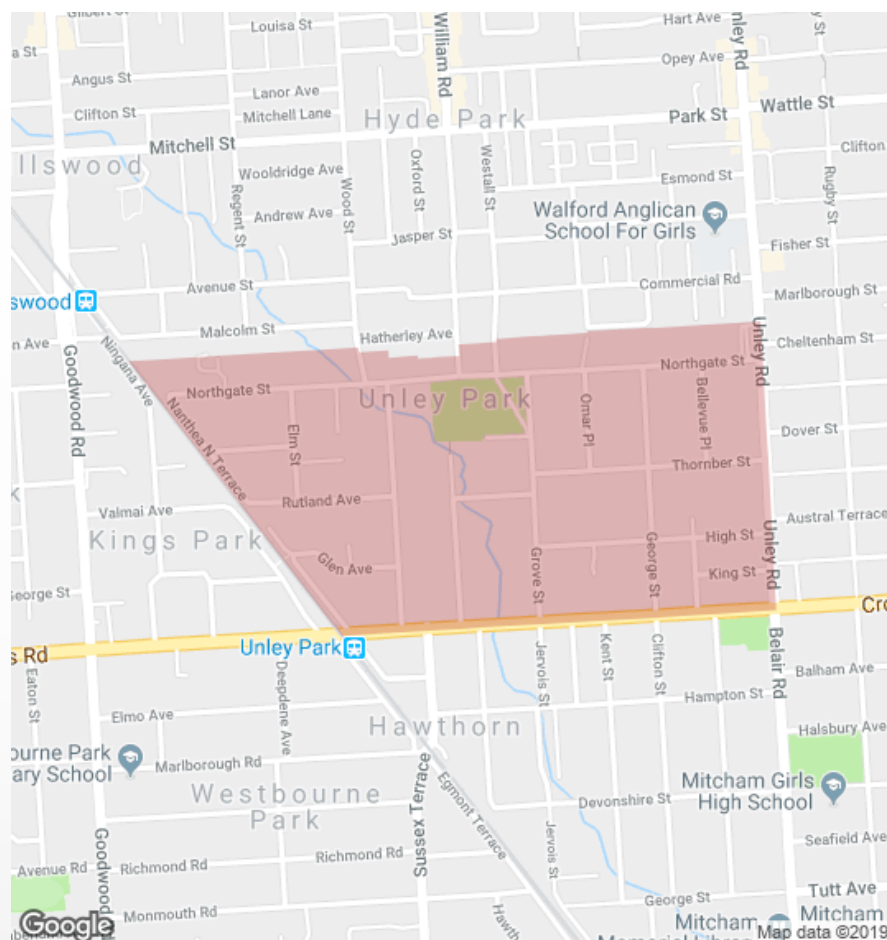 Gilbert St
Louisa St
Hart Ave
Unley Rd
a St
Opey Ave
Angus St
William Rd
Lanor Ave
Clifton St
Mitchell Lane
Hyde Park
Park St
Wattle St
Mitchell St
llswood
Wooldridge Ave
Oxford St
Westall St
Clifton
Regent St
Wood St
Esmond St
Rugby St
Andrew Ave
Walford Anglican
School For Girls
Jasper St
Fisher St
Avenue St
Commercial Rd
swood
Marlborough St
Malcolm St
Hatherley Ave
Unley Rd
Cheltenham St
n Ave
Ningana Ave
Goodwood Rd
Northgate St
Northgate St
Unley Park
Nanthea N Terrace
Elm St
Omar Pl
Bellevue Pl
Dover St
Thornber St
Rutland Ave
Valmai Ave
Austral Terrace
Kings Park
High St
Unley Rd
Glen Ave
Grove St
George St
King St
George St
Cro
s Rd
Unley Park
Eaton St
Deepdene Ave
Jervois St
Kent St
Clifton St
Belair Rd
Balham Ave
Hampton St
Elmo Ave
Hawthorn
Halsbury Ave
bourne Park
ary School
Marlborough Rd
Westbourne
Park
Sussex Terrace
Egmont Terrace
Mitcham Girls
High School
Devonshire St
Goodwood
Jervois St
Seafield Ave
Avenue Rd
Richmond Rd
Richmond Rd
Tutt Ave
George St
Monmouth Rd
Hawth
Mitcham
Mitcham
Google
Map data ©2019